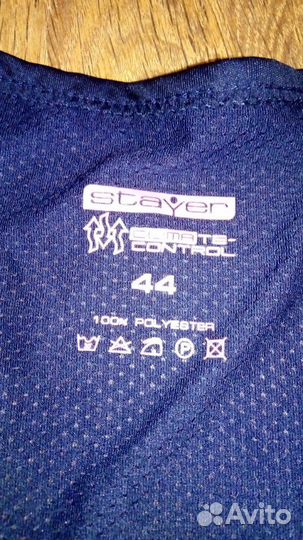 stayer
CLIMATE-
CONTROL
44
100% POLYESTER
P
Avito